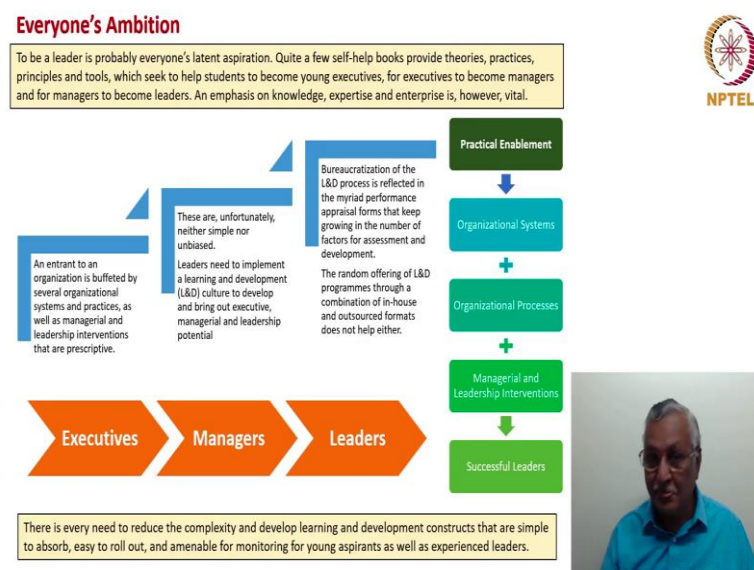 Everyone's Ambition
To be a leader is probably everyone's latent aspiration. Quite a few self-help books provide theories, practices,
principles and tools, which seek to help students to become young executives, for executives to become managers
and for managers to become leaders. An emphasis on knowledge, expertise and enterprise is, however, vital.
NPTEL
An entrant to an
organization is buffeted by
several organizational
systems and practices, as
well as managerial and
leadership interventions
that are prescriptive.
These are, unfortunately,
neither simple nor
unbiased.
Leaders need to implement
a learning and development
(L&D) culture to develop
and bring out executive,
managerial and leadership
potential
Bureaucratization of the
L&D process is reflected in
the myriad performance
appraisal forms that keep
growing in the number of
factors for assessment and
development.
The random offering of L&D
programmes through a
combination of in-house
and outsourced formats
does not help either.
Practical Enablement
Organizational Systems
+
Organizational Processes
+
Managerial and
Leadership Interventions
Successful Leaders
Executives
Managers
Leaders
There is every need to reduce the complexity and develop learning and development constructs that are simple
to absorb, easy to roll out, and amenable for monitoring for young aspirants as well as experienced leaders.